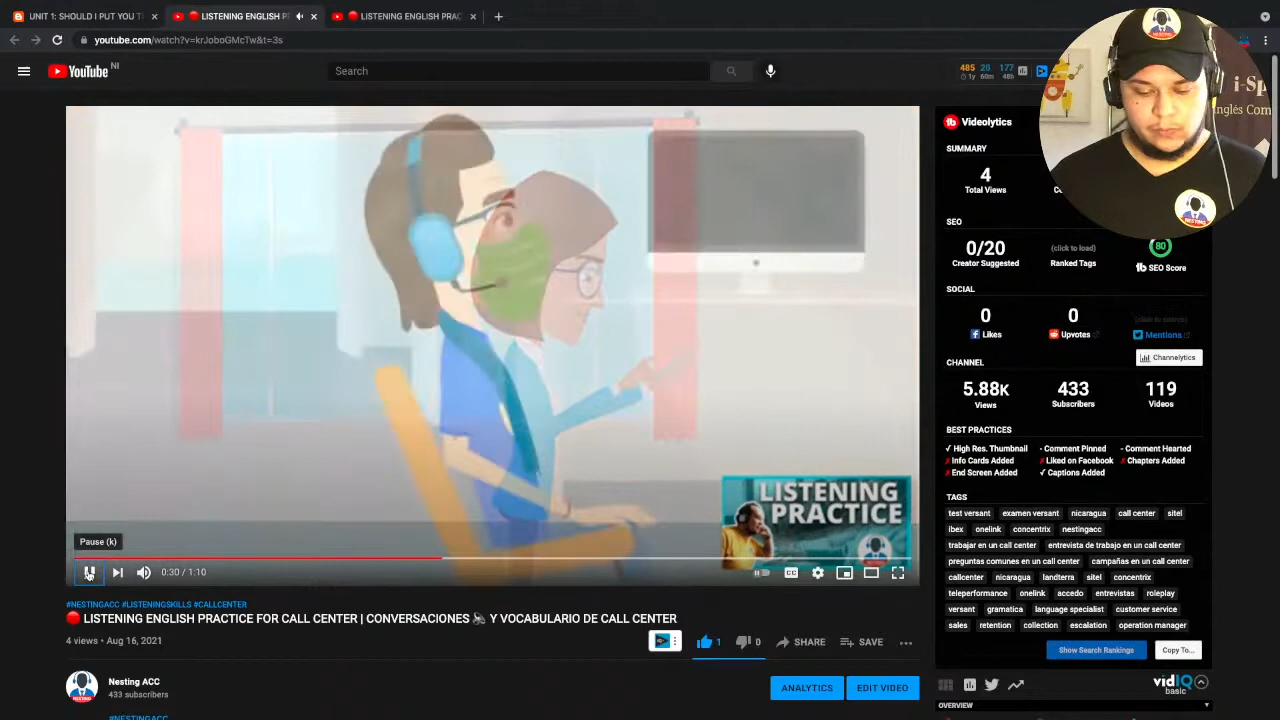 UNIT 1: SHOULD I PUT YOU T
LISTENING ENGLISH P
LISTENING ENGLISH PRAC
youtube.com/watch?v=krJoboGMcTw&t=3s
YouTube NI
Search
485 26 177
1y 60m 48h
i-Sp
Inglés Com
NESTING
NESTING
Videolytics
SUMMARY
4
Total Views
SEO
0/20
Creator Suggested
(click to load)
Ranked Tags
80
SEO Score
SOCIAL
0
Likes
0
Upvotes
Mentions
CHANNEL
Channelytics
5.88K
Views
433
Subscribers
119
Videos
BEST PRACTICES
High Res. Thumbnail
Comment Pinned
Comment Hearted
Info Cards Added
Liked on Facebook
Chapters Added
End Screen Added
Captions Added
TAGS
test versant
examen versant
nicaragua
call center
sitel
ibex
onelink
concentrix
nestingacc
trabajar en un call center
entrevista de trabajo en un call center
preguntas comunes en un call center
campañas en un call center
callcenter
nicaragua
landterra
sitel
concentrix
teleperformance
onelink
accedo
entrevistas
roleplay
versant
gramatica
language specialist
customer service
sales
retention
collection
escalation
operation manager
Show Search Rankings
Copy To...
vidIQ
basic
OVERVIEW
LISTENING
PRACTICE
Pause (k)
0:30 / 1:10
CC
#NESTINGACC #LISTENINGSKILLS #CALLCENTER
LISTENING ENGLISH PRACTICE FOR CALL CENTER | CONVERSACIONES Y VOCABULARIO DE CALL CENTER
4 views • Aug 16, 2021
1
0
SHARE
SAVE
Nesting ACC
433 subscribers
ANALYTICS
EDIT VIDEO
#NESTINGACC